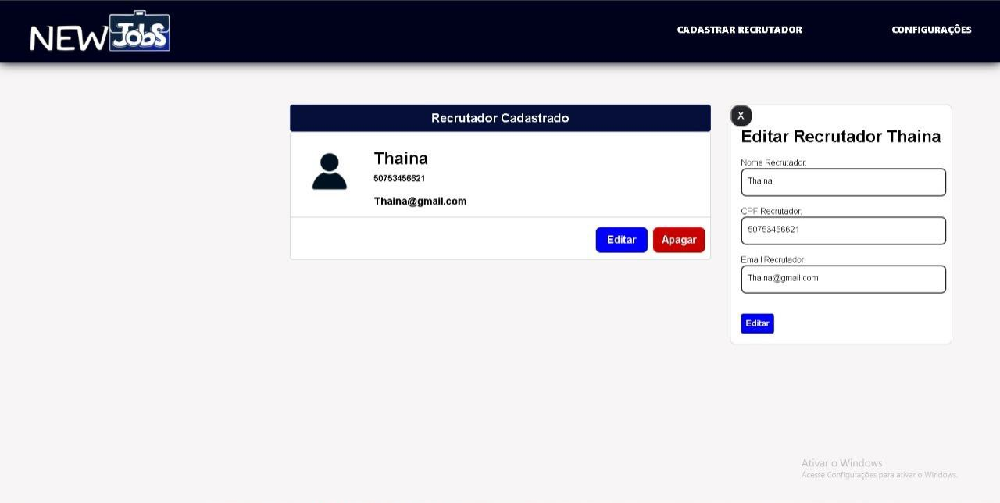 NEW JobS
CADASTRAR RECRUTADOR
CONFIGURAÇÕES
Recrutador Cadastrado
Thaina
50753456621
Thaina@gmail.com
Editar
Apagar
X
Editar Recrutador Thaina
Nome Recrutador:
Thaina
CPF Recrutador:
50753456621
Email Recrutador:
Thaina@gmail.com
Editar
Ativar o Windows
Acesse Configurações para ativar o Windows.